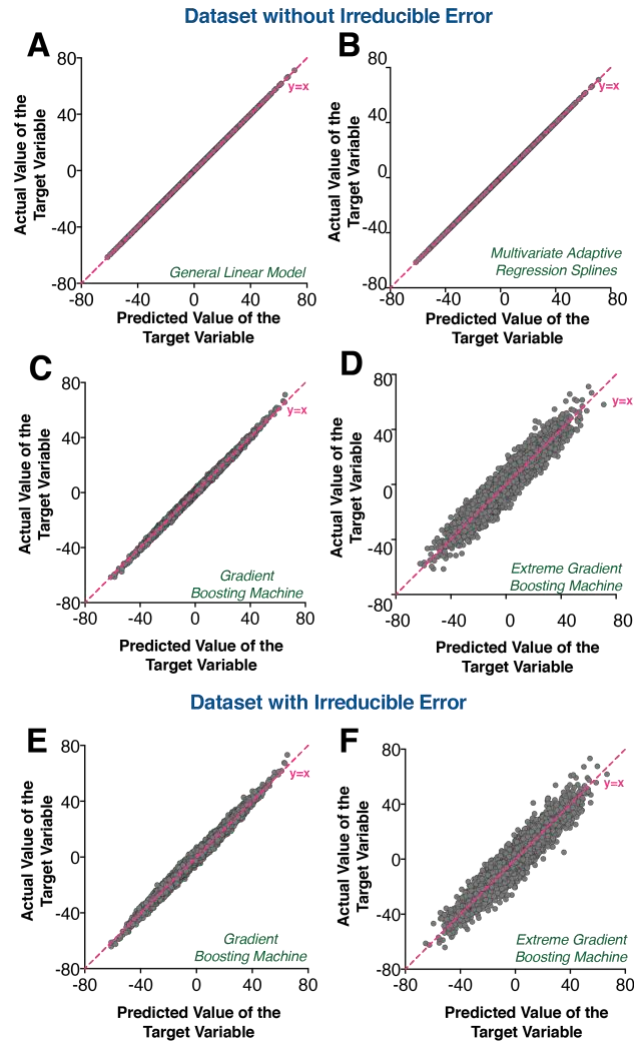 Dataset without Irreducible Error
A
80
40
0
-40
-80
-80
-40
0
40
80
y=x
General Linear Model
Actual Value of the
Target Variable
Predicted Value of the
Target Variable
B
80
40
0
-40
-80
-80
-40
0
40
80
y=x
Multivariate Adaptive
Regression Splines
Actual Value of the
Target Variable
Predicted Value of the
Target Variable
C
80
40
0
-40
-80
-80
-40
0
40
80
y=x
Gradient
Boosting Machine
Actual Value of the
Target Variable
Predicted Value of the
Target Variable
D
80
40
0
-40
-80
-80
-40
0
40
80
y=x
Extreme Gradient
Boosting Machine
Actual Value of the
Target Variable
Predicted Value of the
Target Variable
Dataset with Irreducible Error
E
80
40
0
-40
-80
-80
-40
0
40
80
y=x
Gradient
Boosting Machine
Actual Value of the
Target Variable
Predicted Value of the
Target Variable
F
80
40
0
-40
-80
-80
-40
0
40
80
y=x
Extreme Gradient
Boosting Machine
Actual Value of the
Target Variable
Predicted Value of the
Target Variable